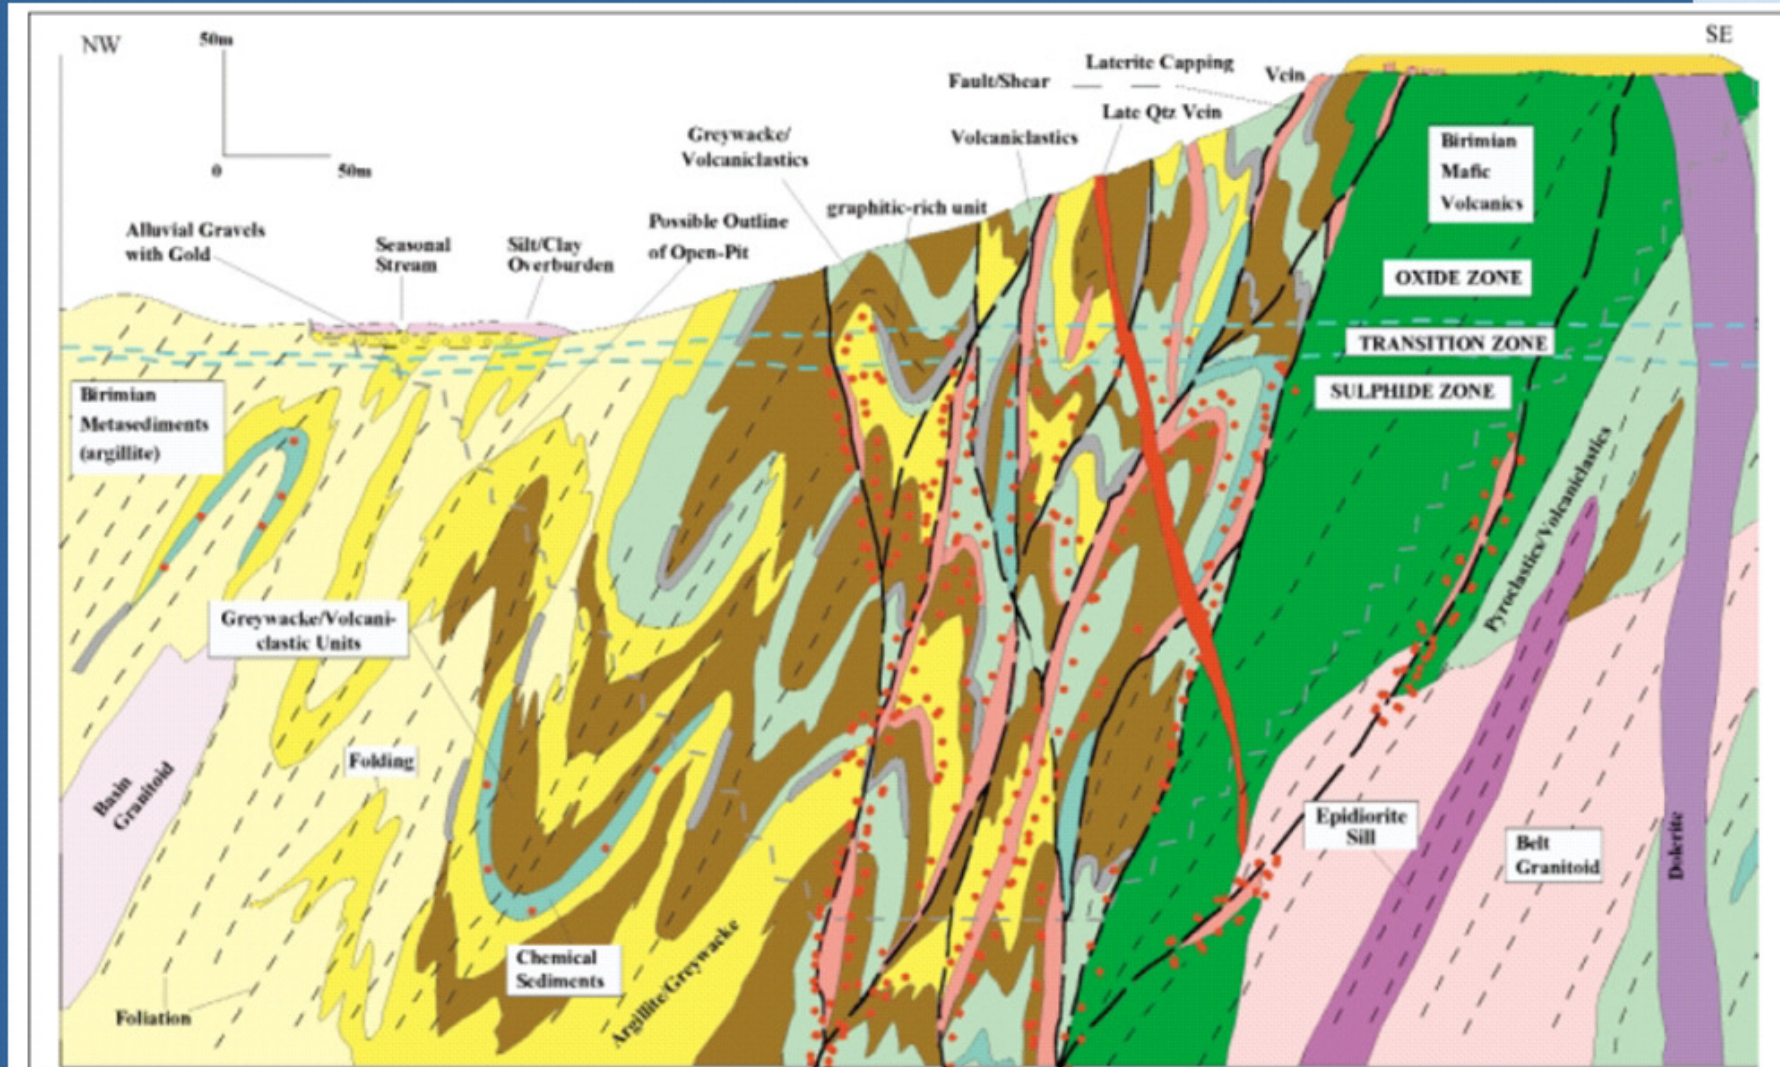 NW
SE
50m
0
50m
Laterite Capping
Fault/Shear
Vein
Late Qtz Vein
Greywacke/
Volcaniclastics
Volcaniclastics
graphitic-rich unit
Possible Outline
of Open-Pit
Alluvial Gravels
with Gold
Seasonal
Stream
Silt/Clay
Overburden
Birimian
Mafic
Volcanics
OXIDE ZONE
TRANSITION ZONE
SULPHIDE ZONE
Birimian
Metasediments
(argillite)
Pyroclastics/Volcaniclastics
Greywacke/Volcani-
clastic Units
Folding
Basin
Granitoid
Epidiorite
Sill
Belt
Granitoid
Dolerite
Chemical
Sediments
Argillite/Greywacke
Foliation